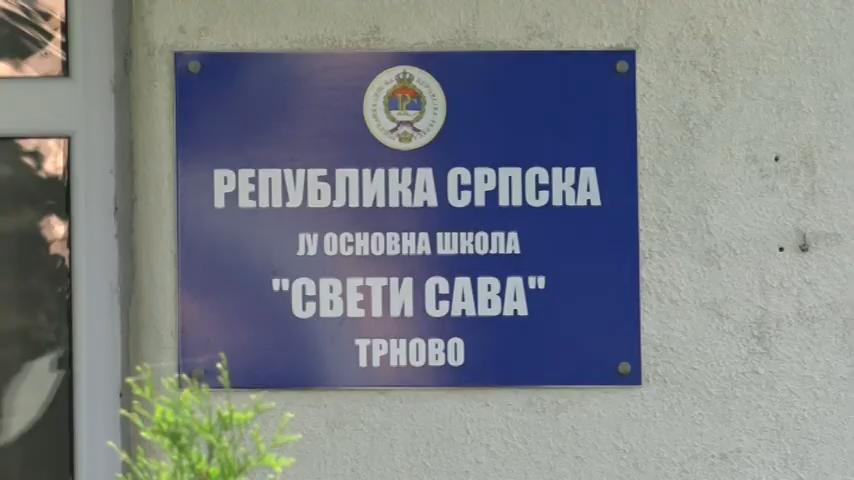 РЕПУБЛИКА СРПСКА
ЈУ ОСНОВНА ШКОЛА
"СВЕТИ САВА"
ТРНОВО